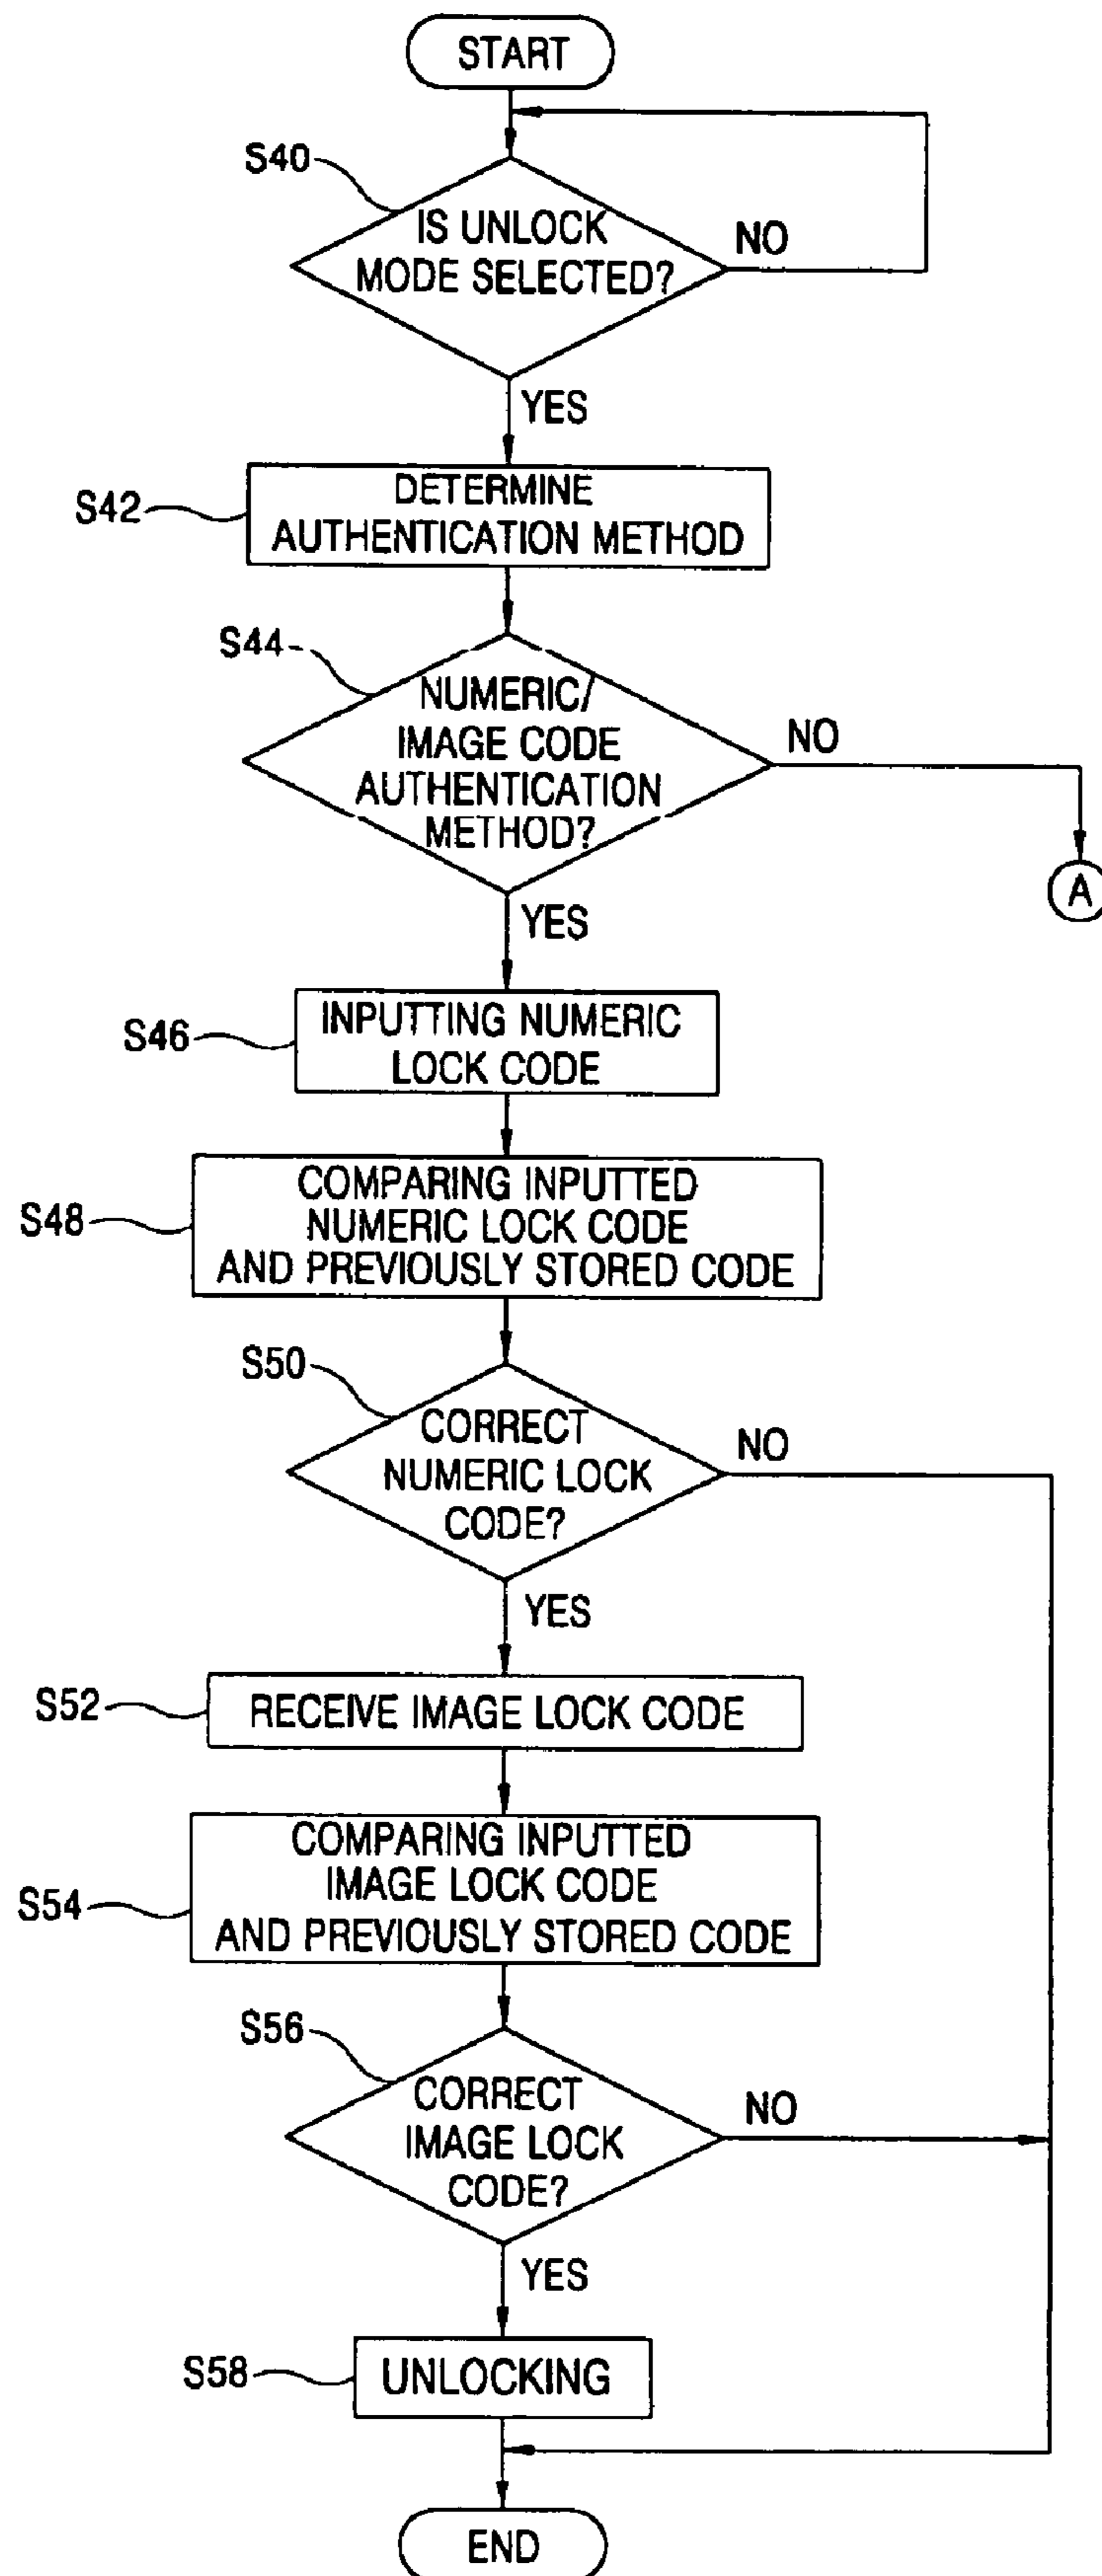 START
S40
IS UNLOCK
MODE SELECTED?
NO
YES
S42
DETERMINE
AUTHENTICATION METHOD
S44
NUMERIC/
IMAGE CODE
AUTHENTICATION
METHOD?
NO
A
YES
S46
INPUTTING NUMERIC
LOCK CODE
S48
COMPARING INPUTTED
NUMERIC LOCK CODE
AND PREVIOUSLY STORED CODE
S50
CORRECT
NUMERIC LOCK
CODE?
NO
YES
S52
RECEIVE IMAGE LOCK CODE
S54
COMPARING INPUTTED
IMAGE LOCK CODE
AND PREVIOUSLY STORED CODE
S56
CORRECT
IMAGE LOCK
CODE?
NO
YES
S58
UNLOCKING
END